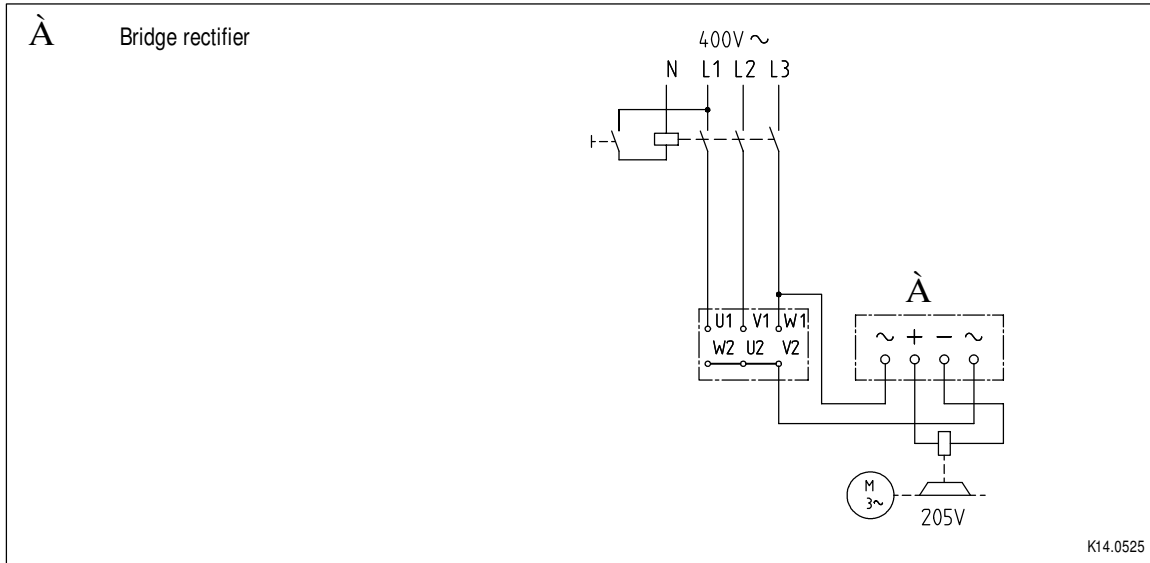 À Bridge rectifier
400V ~
N L1 L2 L3
À
U1 V1 W1
W2 U2 V2
~ + − ~
M
3~
205V
K14.0525